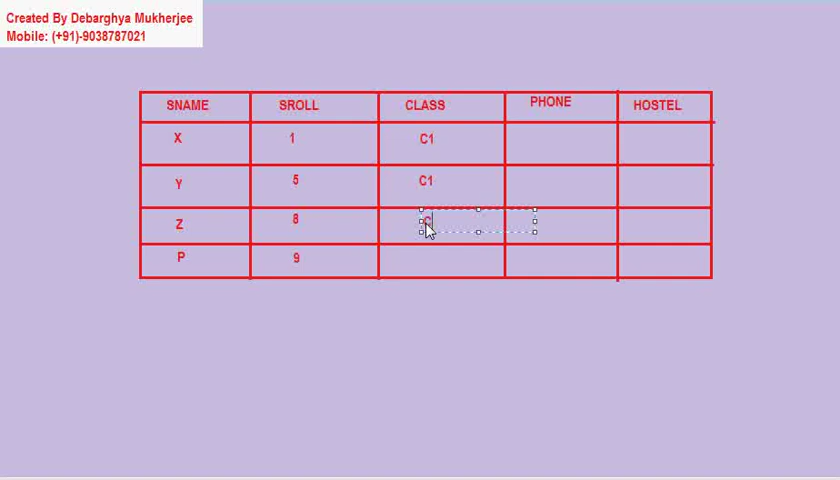 Created By Debarghya Mukherjee
Mobile: (+91)-9038787021
SNAME SROLL CLASS PHONE HOSTEL
X 1 C1
Y 5 C1
Z 8 C
P 9